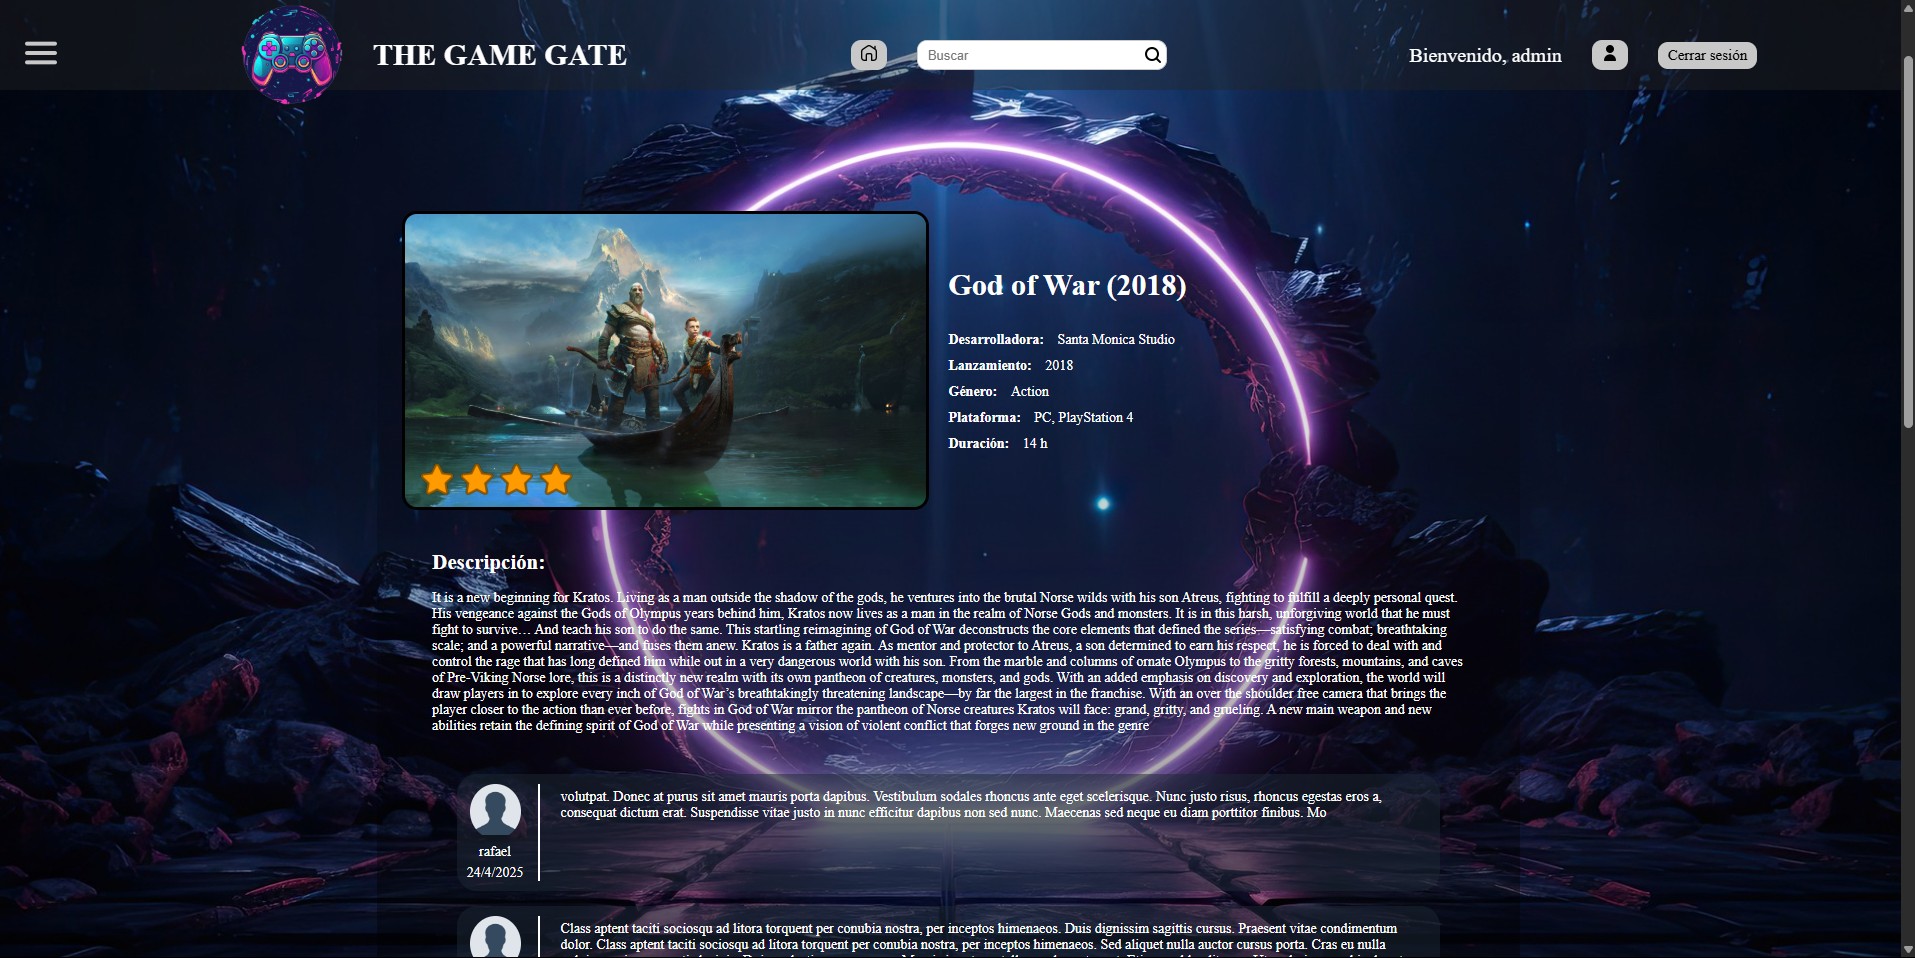 THE GAME GATE
Buscar
Bienvenido, admin
Cerrar sesión
God of War (2018)
Desarrolladora: Santa Monica Studio
Lanzamiento: 2018
Género: Action
Plataforma: PC, PlayStation 4
Duración: 14 h
Descripción:
It is a new beginning for Kratos. Living as a man outside the shadow of the gods, he ventures into the brutal Norse wilds with his son Atreus, fighting to fulfill a deeply personal quest.
His vengeance against the Gods of Olympus years behind him, Kratos now lives as a man in the realm of Norse Gods and monsters. It is in this harsh, unforgiving world that he must
fight to survive… And teach his son to do the same. This startling reimagining of God of War deconstructs the core elements that defined the series—satisfying combat; breathtaking
scale; and a powerful narrative—and fuses them anew. Kratos is a father again. As mentor and protector to Atreus, a son determined to earn his respect, he is forced to deal with and
control the rage that has long defined him while out in a very dangerous world with his son. From the marble and columns of ornate Olympus to the gritty forests, mountains, and caves
of Pre-Viking Norse lore, this is a distinctly new realm with its own pantheon of creatures, monsters, and gods. With an added emphasis on discovery and exploration, the world will
draw players in to explore every inch of God of War’s breathtakingly threatening landscape—by far the largest in the franchise. With an over the shoulder free camera that brings the
player closer to the action than ever before, fights in God of War mirror the pantheon of Norse creatures Kratos will face: grand, gritty, and grueling. A new main weapon and new
abilities retain the defining spirit of God of War while presenting a vision of violent conflict that forges new ground in the genre
volutpat. Donec at purus sit amet mauris porta dapibus. Vestibulum sodales rhoncus ante eget scelerisque. Nunc justo risus, rhoncus egestas eros a,
consequat dictum erat. Suspendisse vitae justo in nunc efficitur dapibus non sed nunc. Maecenas sed neque eu diam porttitor finibus. Mo
rafael
24/4/2025
Class aptent taciti sociosqu ad litora torquent per conubia nostra, per inceptos himenaeos. Duis dignissim sagittis cursus. Praesent vitae condimentum
dolor. Class aptent taciti sociosqu ad litora torquent per conubia nostra, per inceptos himenaeos. Sed aliquet nulla auctor cursus porta. Cras eu nulla